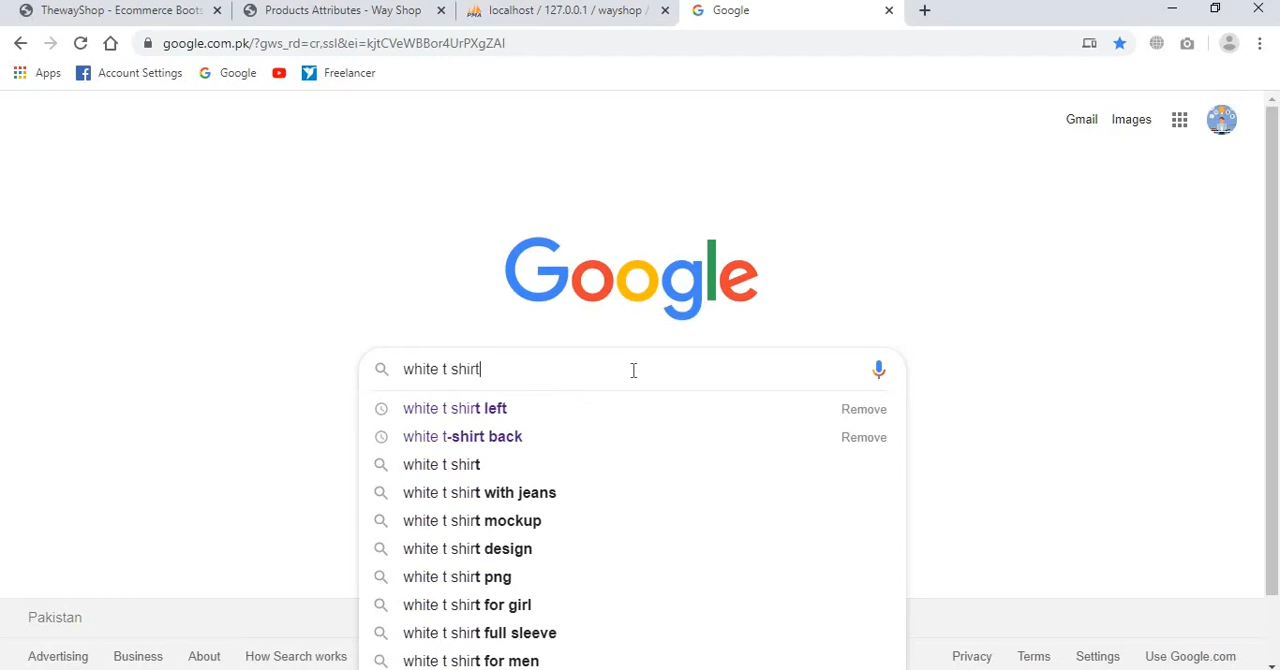 ThewayShop - Ecommerce Boots
Products Attributes - Way Shop
localhost / 127.0.0.1 / wayshop /
Google
google.com.pk/?gws_rd=cr,ssl&ei=kjtCVeWBBor4UrPXgZAI
Apps
Account Settings
Google
Freelancer
Gmail
Images
Google
white t shirt
white t shirt left
Remove
white t-shirt back
Remove
white t shirt
white t shirt with jeans
white t shirt mockup
white t shirt design
white t shirt png
white t shirt for girl
white t shirt full sleeve
white t shirt for men
Pakistan
Advertising
Business
About
How Search works
Privacy
Terms
Settings
Use Google.com